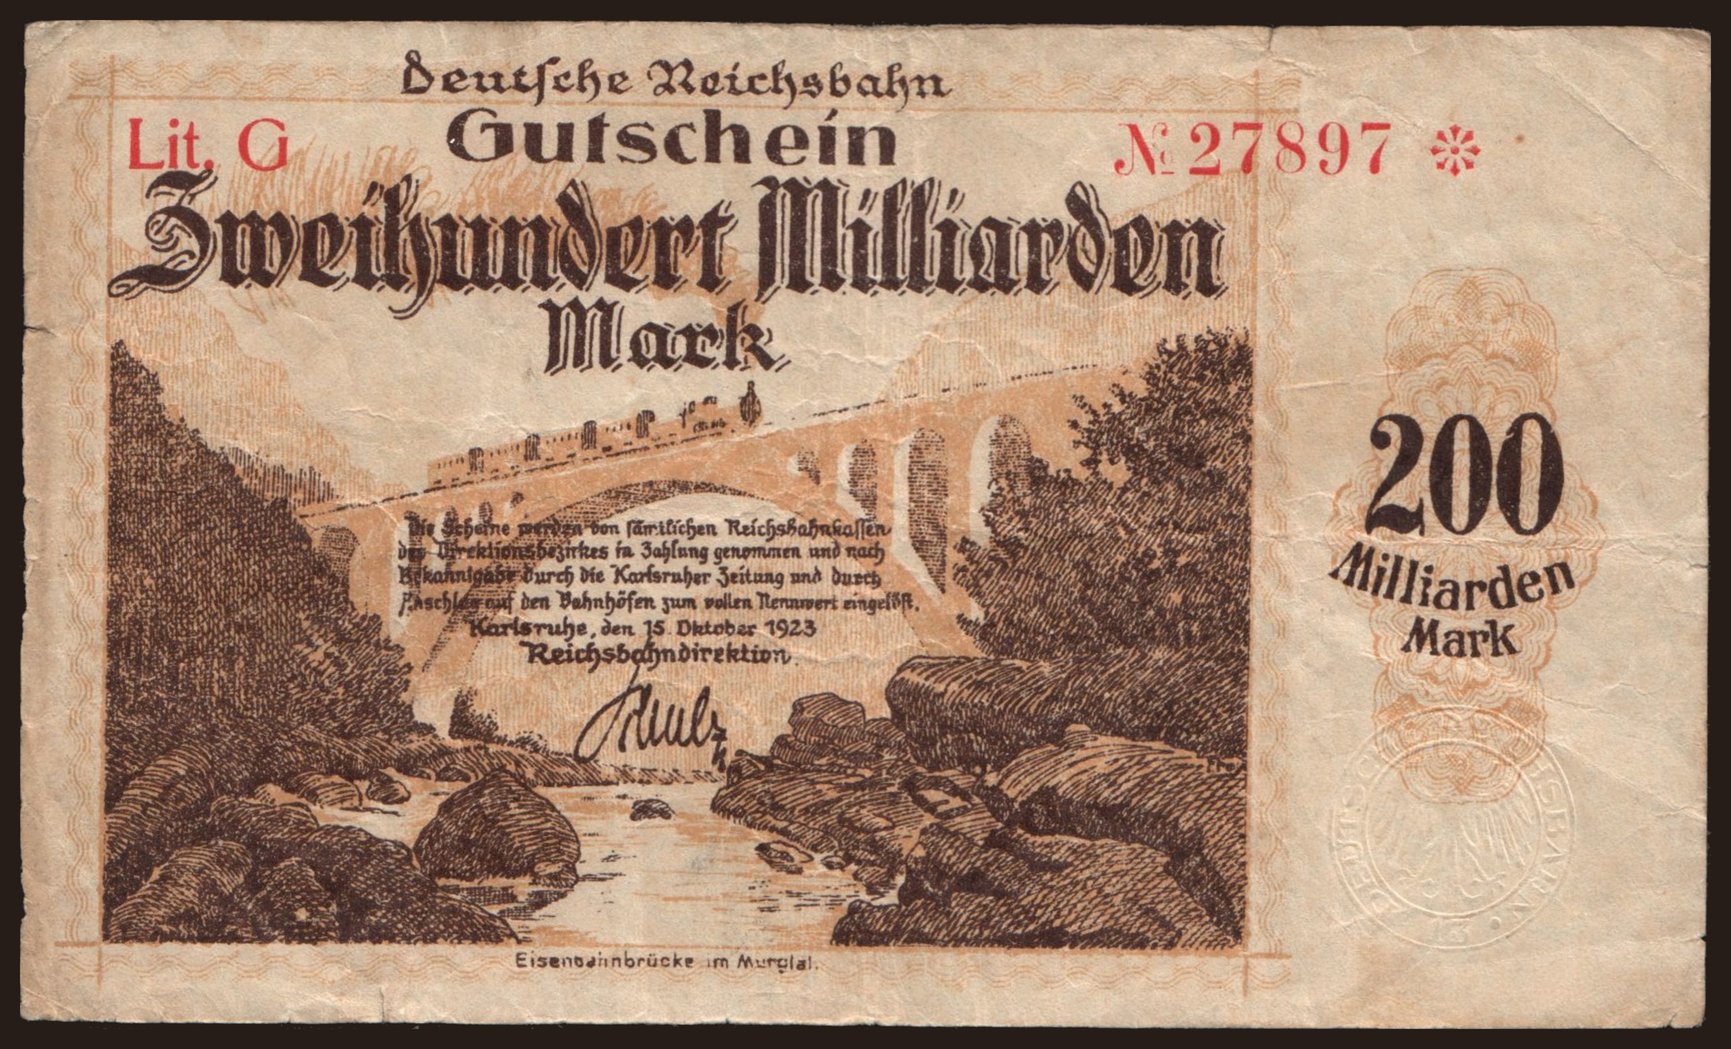 Deutsche Reichsbahn
Lit. G
Gutschein
№ 27897 *
Zweihundert Milliarden
Mark
Die Scheine werden von sämtlichen Reichsbahnkassen
des Direktionsbezirkes in Zahlung genommen und nach
Bekanntgabe durch die Karlsruher Zeitung und durch
Anschlag auf den Bahnhöfen zum vollen Nennwert eingelöst.
Karlsruhe, den 15. Oktober 1923
Reichsbahndirektion.
200
Milliarden
Mark
DEUTSCHE REICHSBAHN
Eisenbahnbrücke im Murgtal.